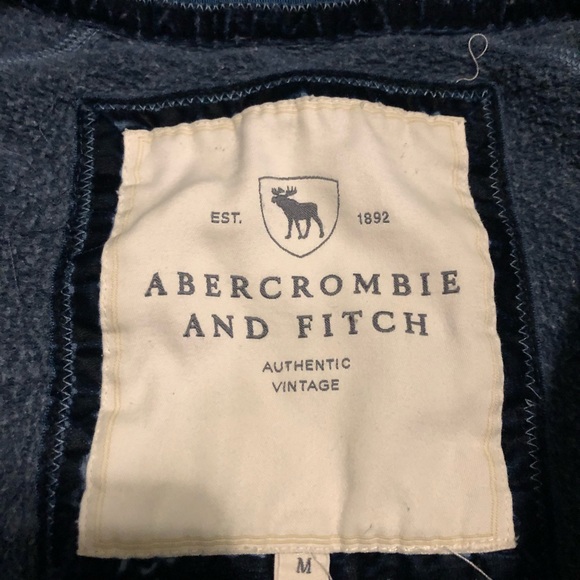 EST. 1892
ABERCROMBIE
AND FITCH
AUTHENTIC
VINTAGE
M